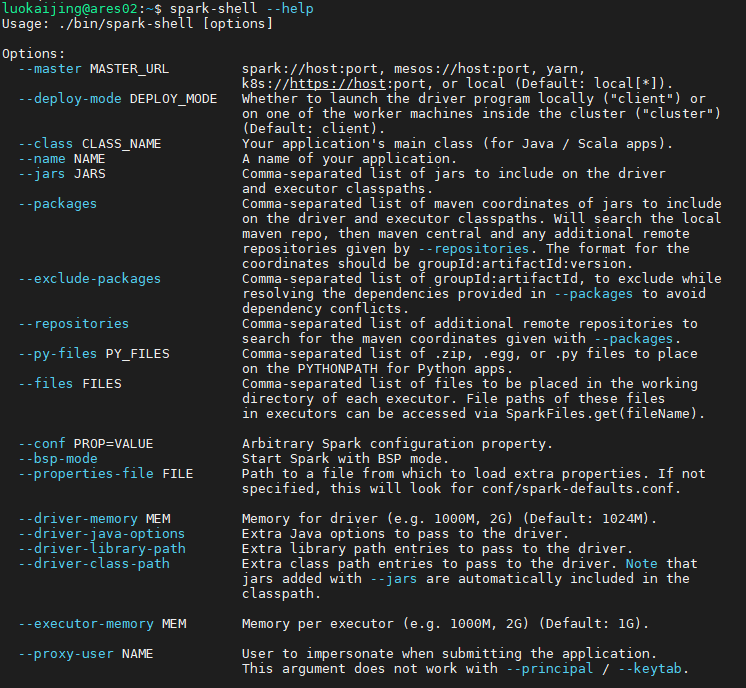 luokaijing@ares02:~$ spark-shell --help
Usage: ./bin/spark-shell [options]

Options:
  --master MASTER_URL         spark://host:port, mesos://host:port, yarn,
                              k8s://https://host:port, or local (Default: local[*]).
  --deploy-mode DEPLOY_MODE   Whether to launch the driver program locally ("client") or
                              on one of the worker machines inside the cluster ("cluster")
                              (Default: client).
  --class CLASS_NAME          Your application's main class (for Java / Scala apps).
  --name NAME                 A name of your application.
  --jars JARS                 Comma-separated list of jars to include on the driver
                              and executor classpaths.
  --packages                  Comma-separated list of maven coordinates of jars to include
                              on the driver and executor classpaths. Will search the local
                              maven repo, then maven central and any additional remote
                              repositories given by --repositories. The format for the
                              coordinates should be groupId:artifactId:version.
  --exclude-packages          Comma-separated list of groupId:artifactId, to exclude while
                              resolving the dependencies provided in --packages to avoid
                              dependency conflicts.
  --repositories              Comma-separated list of additional remote repositories to
                              search for the maven coordinates given with --packages.
  --py-files PY_FILES         Comma-separated list of .zip, .egg, or .py files to place
                              on the PYTHONPATH for Python apps.
  --files FILES               Comma-separated list of files to be placed in the working
                              directory of each executor. File paths of these files
                              in executors can be accessed via SparkFiles.get(fileName).

  --conf PROP=VALUE           Arbitrary Spark configuration property.
  --bsp-mode                  Start Spark with BSP mode.
  --properties-file FILE      Path to a file from which to load extra properties. If not
                              specified, this will look for conf/spark-defaults.conf.

  --driver-memory MEM         Memory for driver (e.g. 1000M, 2G) (Default: 1024M).
  --driver-java-options       Extra Java options to pass to the driver.
  --driver-library-path       Extra library path entries to pass to the driver.
  --driver-class-path         Extra class path entries to pass to the driver. Note that
                              jars added with --jars are automatically included in the
                              classpath.

  --executor-memory MEM       Memory per executor (e.g. 1000M, 2G) (Default: 1G).

  --proxy-user NAME           User to impersonate when submitting the application.
                              This argument does not work with --principal / --keytab.